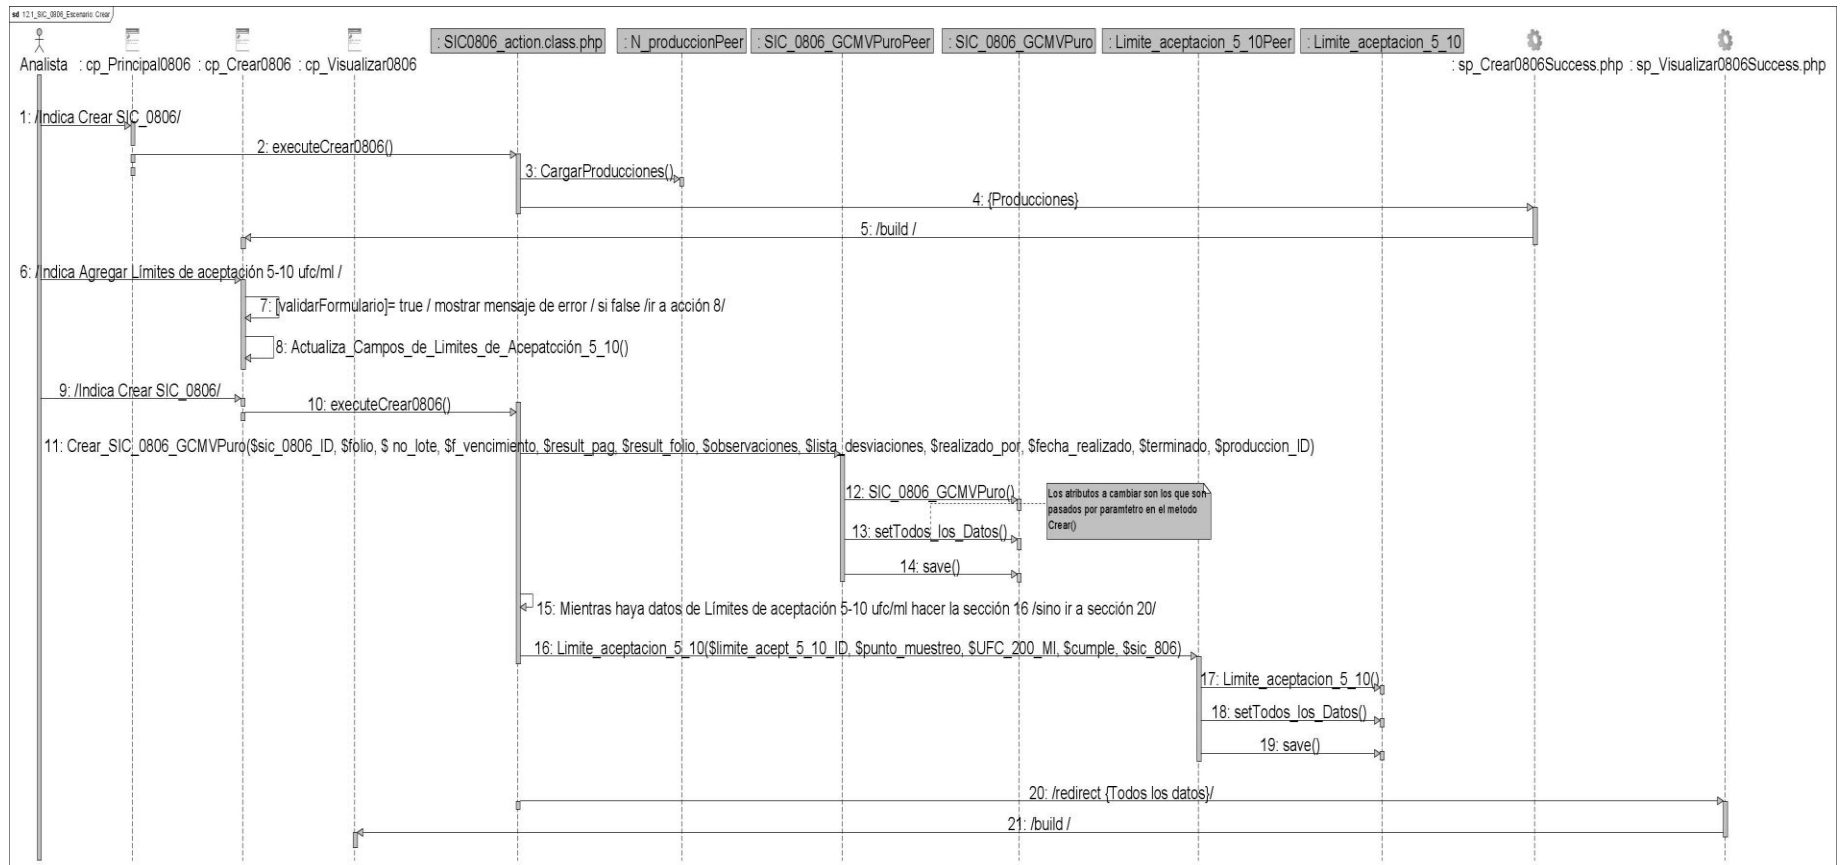 sd 12.1_SIC_0806_Escenario: Crear
Analista
: cp_Principal0806
: cp_Crear0806
: cp_Visualizar0806
: SIC0806_action.class.php
: N_produccionPeer
: SIC_0806_GCMVPuroPeer
: SIC_0806_GCMVPuro
: Limite_aceptacion_5_10Peer
: Limite_aceptacion_5_10
: sp_Crear0806Success.php
: sp_Visualizar0806Success.php
1: /Indica Crear SIC_0806/
2: executeCrear0806()
3: CargarProducciones()
4: {Producciones}
5: /build /
6: /Indica Agregar Límites de aceptación 5-10 ufc/ml /
7: [validarFormulario]= true / mostrar mensaje de error / si false /ir a acción 8/
8: Actualiza_Campos_de_Limites_de_Acepatcción_5_10()
9: /Indica Crear SIC_0806/
10: executeCrear0806()
11: Crear_SIC_0806_GCMVPuro($sic_0806_ID, $folio, $ no_lote, $f_vencimiento, $result_pag, $result_folio, $observaciones, $lista_desviaciones, $realizado_por, $fecha_realizado, $terminado, $produccion_ID)
12: SIC_0806_GCMVPuro()
Los atributos a cambiar son los que son
pasados por paramtetro en el metodo
Crear()
13: setTodos_los_Datos()
14: save()
15: Mientras haya datos de Límites de aceptación 5-10 ufc/ml hacer la sección 16 /sino ir a sección 20/
16: Limite_aceptacion_5_10($limite_acept_5_10_ID, $punto_muestreo, $UFC_200_Ml, $cumple, $sic_806)
17: Limite_aceptacion_5_10()
18: setTodos_los_Datos()
19: save()
20: /redirect {Todos los datos}/
21: /build /